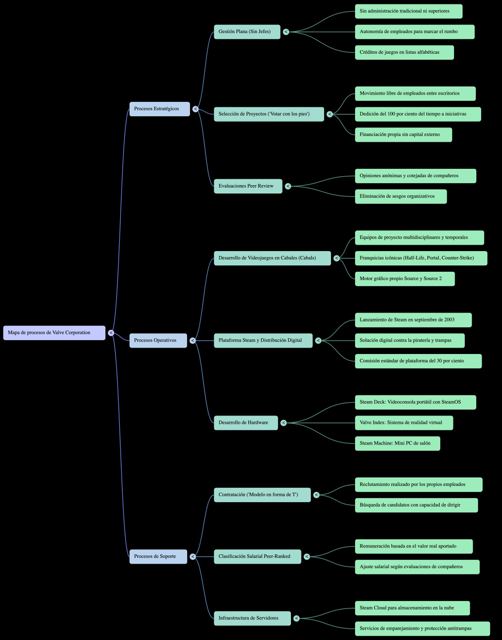 Mapa de procesos de Valve Corporation
Procesos Estratégicos
Gestión Plana (Sin Jefes)
Sin administración tradicional ni superiores
Autonomía de empleados para marcar el rumbo
Créditos de juegos en listas alfabéticas
Selección de Proyectos ('Votar con los pies')
Movimiento libre de empleados entre escritorios
Dedición del 100 por ciento del tiempo a iniciativas
Financiación propia sin capital externo
Evaluaciones Peer Review
Opiniones anónimas y cotejadas de compañeros
Eliminación de sesgos organizativos
Procesos Operativos
Desarrollo de Videojuegos en Cabales (Cabals)
Equipos de proyecto multidisciplinares y temporales
Franquicias icónicas (Half-Life, Portal, Counter-Strike)
Motor gráfico propio Source y Source 2
Plataforma Steam y Distribución Digital
Lanzamiento de Steam en septiembre de 2003
Solución digital contra la piratería y trampas
Comisión estándar de plataforma del 30 por ciento
Desarrollo de Hardware
Steam Deck: Videoconsola portátil con SteamOS
Valve Index: Sistema de realidad virtual
Steam Machine: Mini PC de salón
Procesos de Soporte
Contratación ('Modelo en forma de T')
Reclutamiento realizado por los propios empleados
Búsqueda de candidatos con capacidad de dirigir
Clasificación Salarial Peer-Ranked
Remuneración basada en el valor real aportado
Ajuste salarial según evaluaciones de compañeros
Infraestructura de Servidores
Steam Cloud para almacenamiento en la nube
Servicios de emparejamiento y protección antitrampas